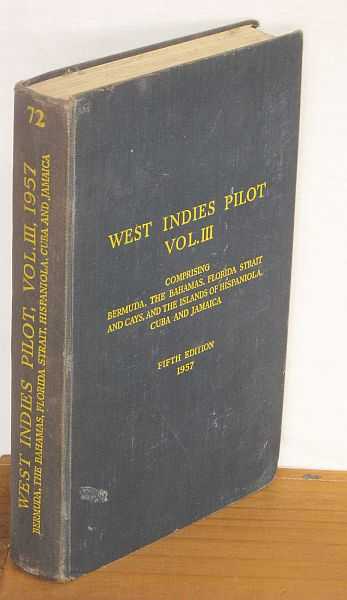 72
WEST INDIES PILOT, VOL. III, 1957
BERMUDA, THE BAHAMAS, FLORIDA STRAIT, HISPANIOLA, CUBA AND JAMAICA
WEST INDIES PILOT
VOL. III
COMPRISING
BERMUDA, THE BAHAMAS, FLORIDA STRAIT
AND CAYS, AND THE ISLANDS OF HISPANIOLA,
CUBA AND JAMAICA
FIFTH EDITION
1957